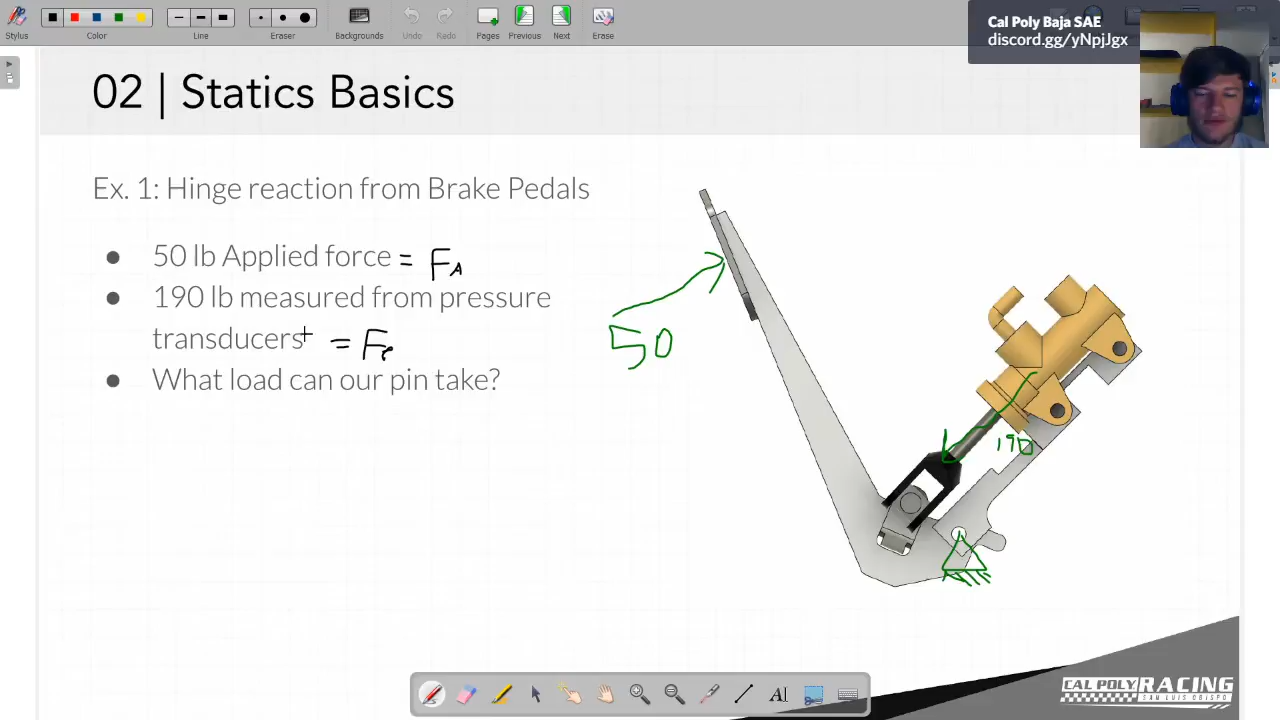 Stylus
Color
Line
Eraser
Backgrounds
Undo
Redo
Pages
Previous
Next
Erase
Cal Poly Baja SAE
discord.gg/yNpjJgx
02 | Statics Basics
Ex. 1: Hinge reaction from Brake Pedals
● 50 lb Applied force = FA
● 190 lb measured from pressure
transducers = FP
● What load can our pin take?
50
190
AI
CAL POLY RACING
SAN LUIS OBISPO